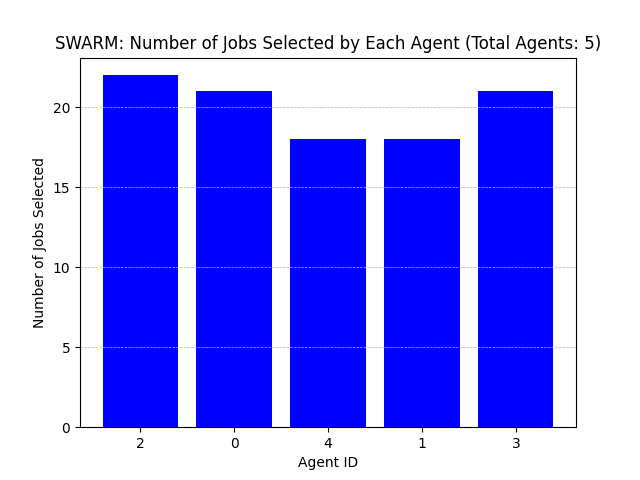 SWARM: Number of Jobs Selected by Each Agent (Total Agents: 5)
Number of Jobs Selected
20
15
10
5
0
2 0 4 1 3
Agent ID